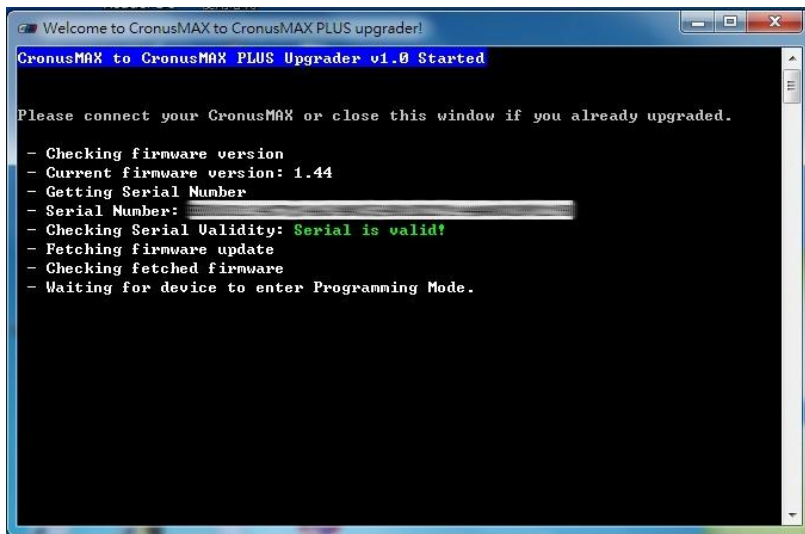 Welcome to CronusMAX to CronusMAX PLUS upgrader!
CronusMAX to CronusMAX PLUS Upgrader v1.0 Started
Please connect your CronusMAX or close this window if you already upgraded.
- Checking firmware version
- Current firmware version: 1.44
- Getting Serial Number
- Serial Number:
- Checking Serial Validity: Serial is valid!
- Fetching firmware update
- Checking fetched firmware
- Waiting for device to enter Programming Mode.